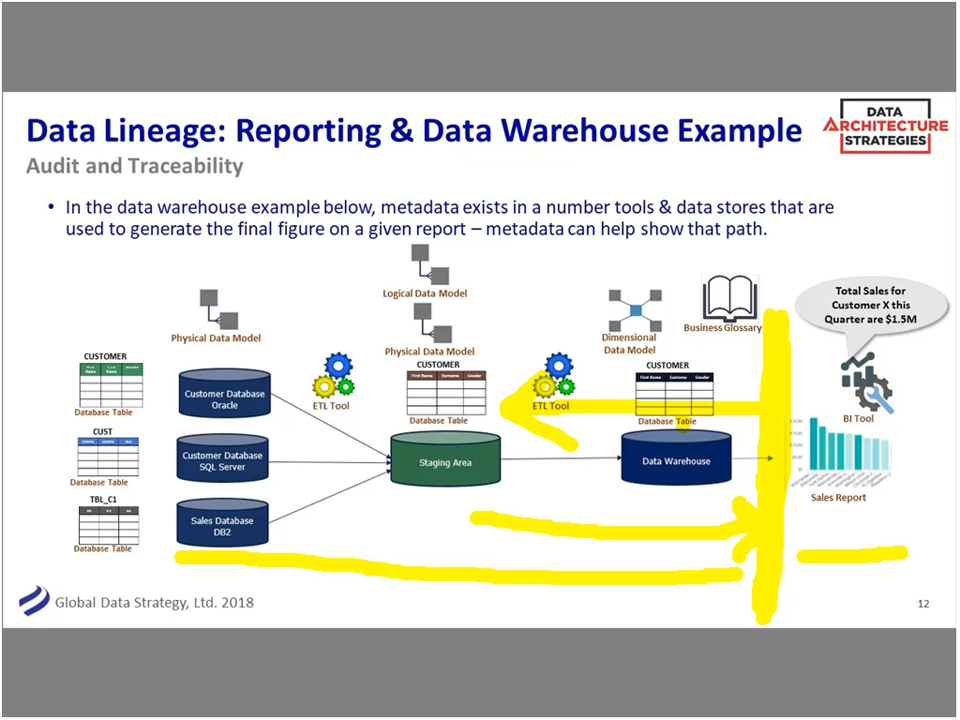 Data Lineage: Reporting & Data Warehouse Example
DATA
ARCHITECTURE
STRATEGIES
Audit and Traceability
• In the data warehouse example below, metadata exists in a number tools & data stores that are
used to generate the final figure on a given report – metadata can help show that path.
Logical Data Model
Physical Data Model
Physical Data Model
Dimensional
Data Model
Business Glossary
Total Sales for
Customer X this
Quarter are $1.5M
CUSTOMER
First Name
Last Name
Gender
Database Table
Customer Database
Oracle
ETL Tool
CUSTOMER
First Name
Surname
Gender
Database Table
ETL Tool
CUSTOMER
First Name
Surname
Gender
Database Table
BI Tool
CUST
Database Table
Customer Database
SQL Server
Staging Area
Data Warehouse
Sales Report
TBL_C1
Database Table
Sales Database
DB2
Global Data Strategy, Ltd. 2018
12